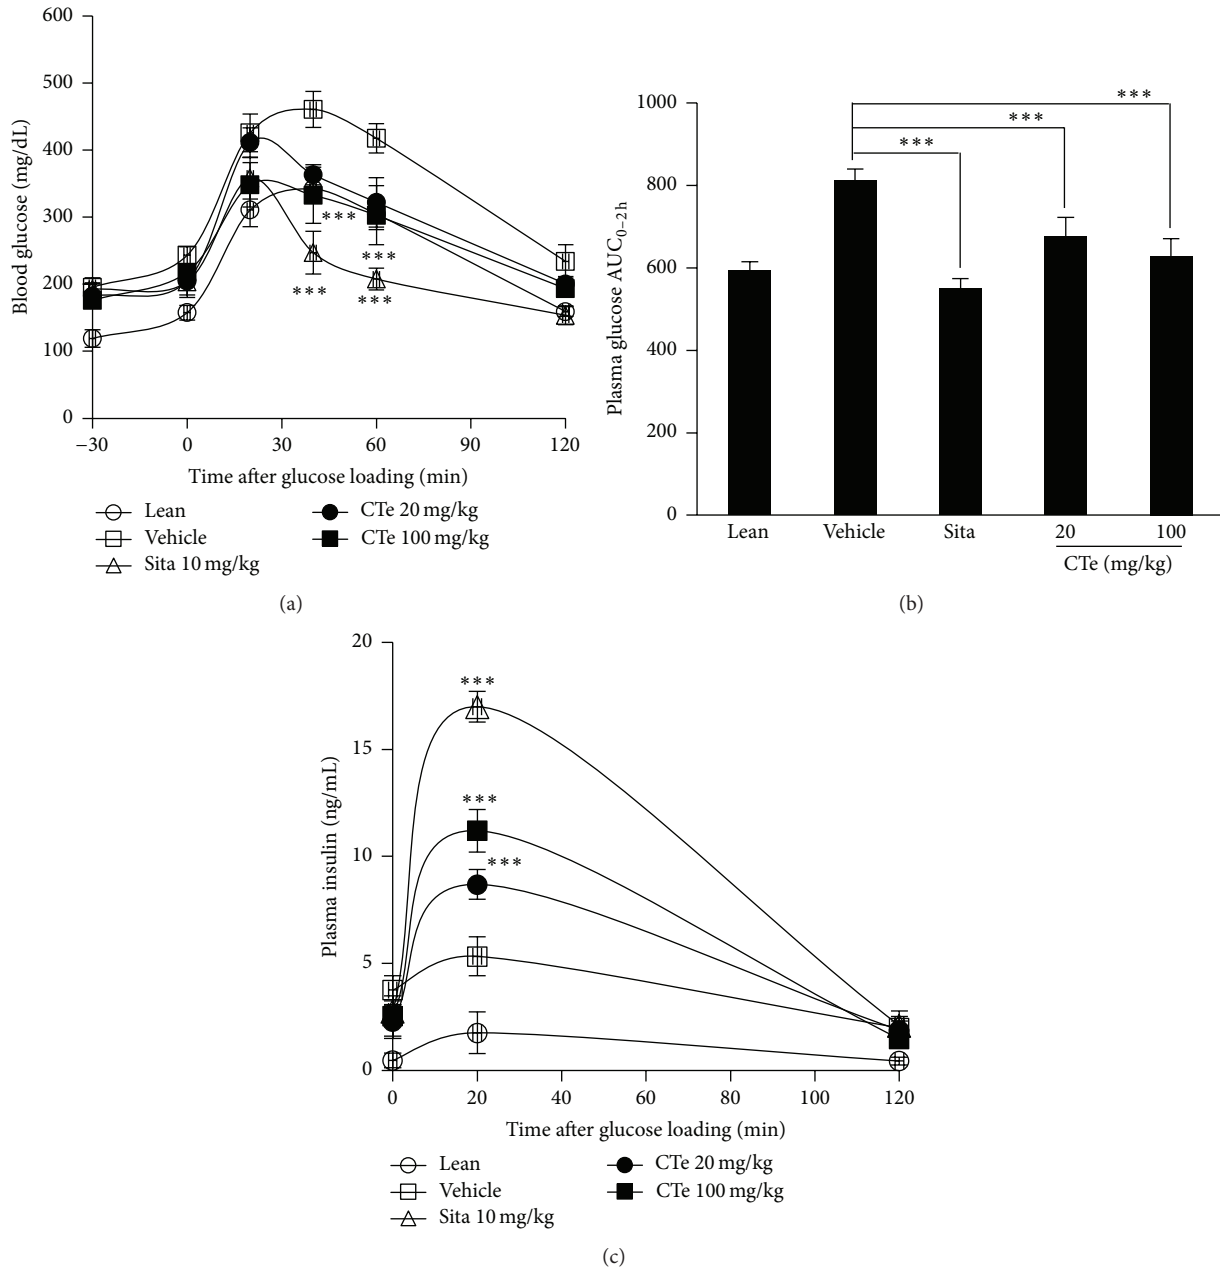 600
500
400
300
200
100
0
Blood glucose (mg/dL)
***
***
***
***
−30 0 30 60 90 120
Time after glucose loading (min)
Lean
Vehicle
Sita 10 mg/kg
CTe 20 mg/kg
CTe 100 mg/kg
(a)
1000
800
600
400
200
0
Plasma glucose AUC0–2 h
***
***
***
Lean Vehicle Sita 20 100
CTe (mg/kg)
(b)
20
15
10
5
0
Plasma insulin (ng/mL)
***
***
***
0 20 40 60 80 100 120
Time after glucose loading (min)
Lean
Vehicle
Sita 10 mg/kg
CTe 20 mg/kg
CTe 100 mg/kg
(c)